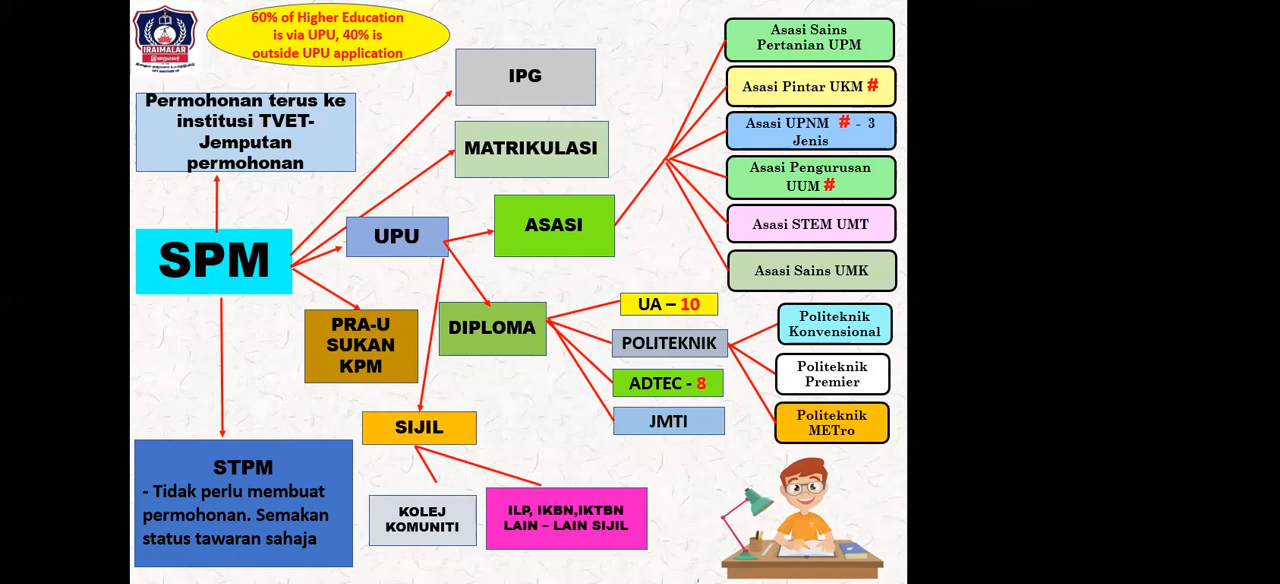 60% of Higher Education
is via UPU, 40% is
outside UPU application
IRAIMALAR
Permohonan terus ke
institusi TVET-
Jemputan
permohonan
SPM
STPM
- Tidak perlu membuat
permohonan. Semakan
status tawaran sahaja
IPG
MATRIKULASI
UPU
PRA-U
SUKAN
KPM
ASASI
DIPLOMA
SIJIL
KOLEJ
KOMUNITI
ILP, IKBN,IKTBN
LAIN – LAIN SIJIL
Asasi Sains
Pertanian UPM
Asasi Pintar UKM #
Asasi UPNM # - 3
Jenis
Asasi Pengurusan
UUM #
Asasi STEM UMT
Asasi Sains UMK
UA – 10
POLITEKNIK
ADTEC - 8
JMTI
Politeknik
Konvensional
Politeknik
Premier
Politeknik
METro